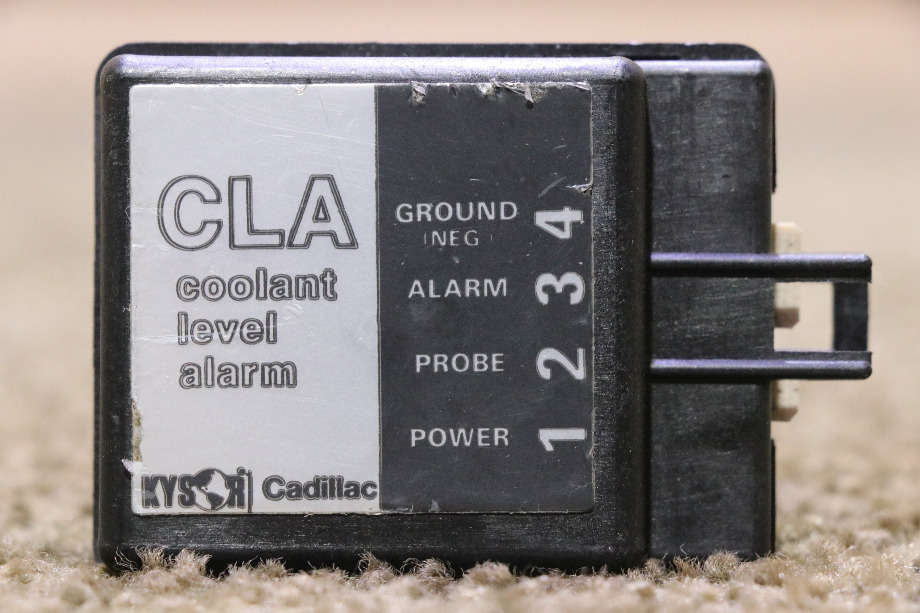 CLA
coolant
level
alarm
KYSOR Cadillac
GROUND 4
(NEG)
ALARM 3
PROBE 2
POWER 1